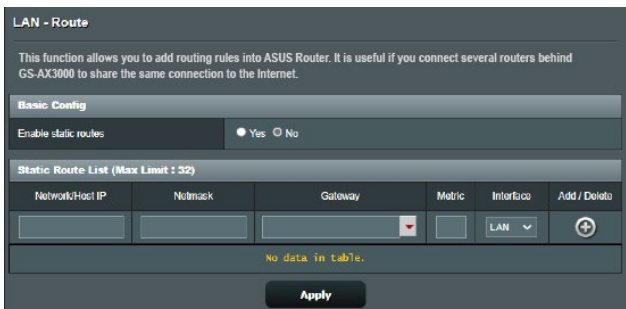 LAN - Route
This function allows you to add routing rules into ASUS Router. It is useful if you connect several routers behind
GS-AX3000 to share the same connection to the Internet.
Basic Config
Enable static routes Yes No
Static Route List (Max Limit : 32)
Network/Host IP Netmask Gateway Metric Interface Add / Delete
LAN
No data in table.
Apply